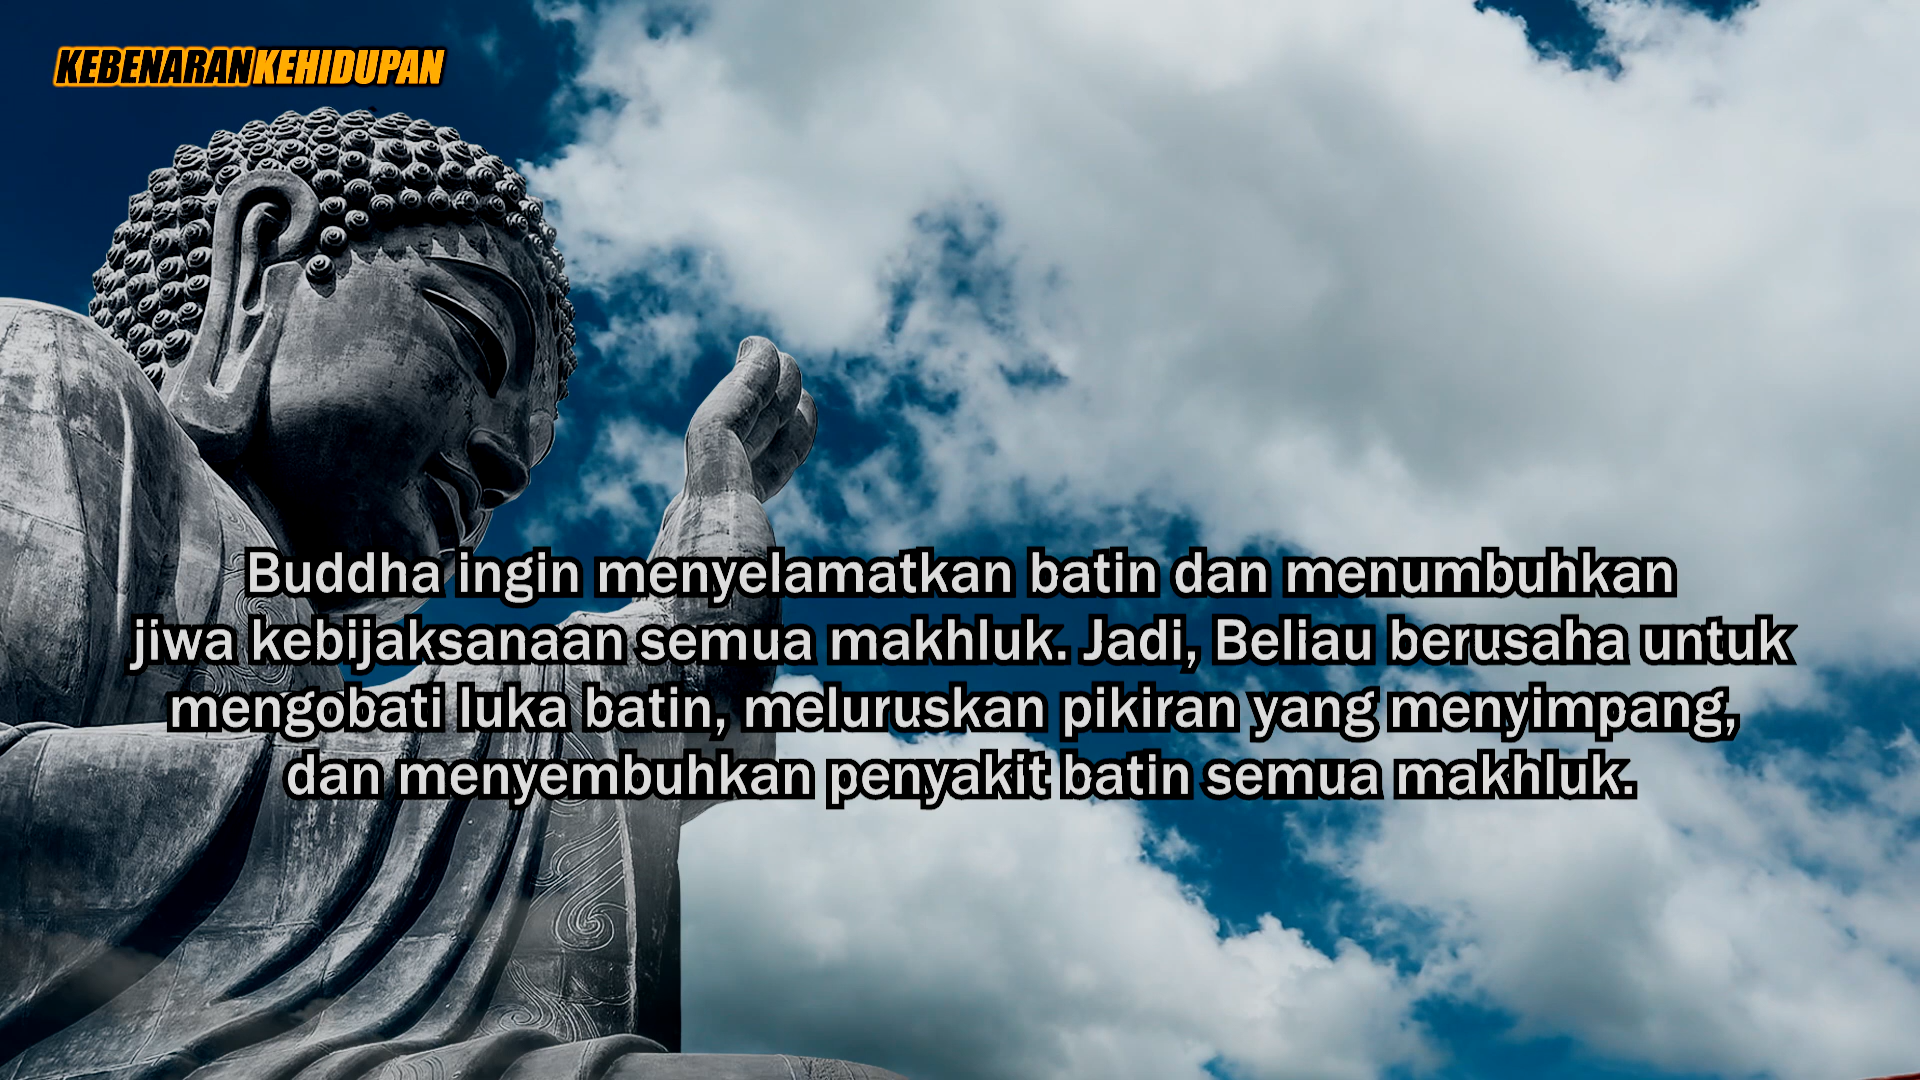 KEBENARANKEHIDUPAN
Buddha ingin menyelamatkan batin dan menumbuhkan
jiwa kebijaksanaan semua makhluk. Jadi, Beliau berusaha untuk
mengobati luka batin, meluruskan pikiran yang menyimpang,
dan menyembuhkan penyakit batin semua makhluk.